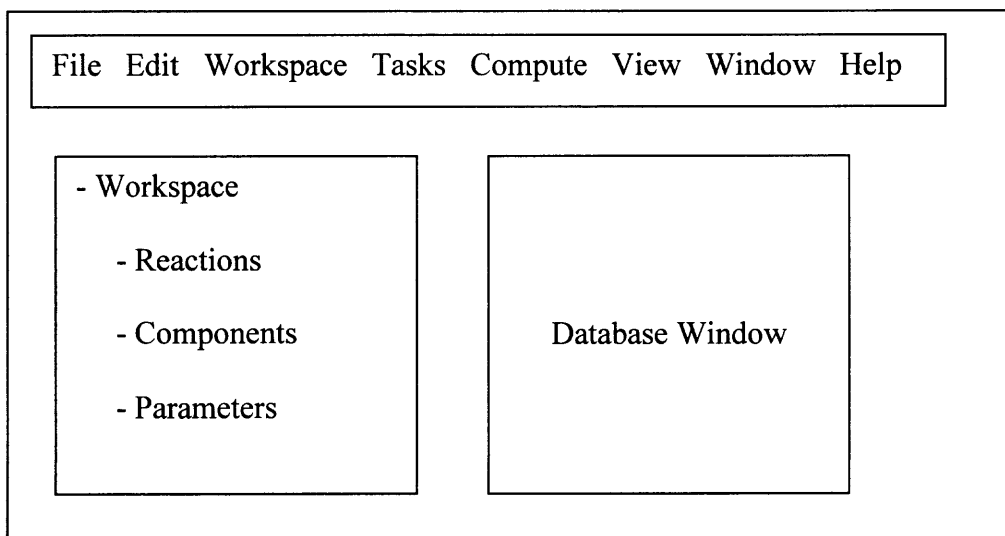 File Edit Workspace Tasks Compute View Window Help
- Workspace
- Reactions
- Components
- Parameters
Database Window